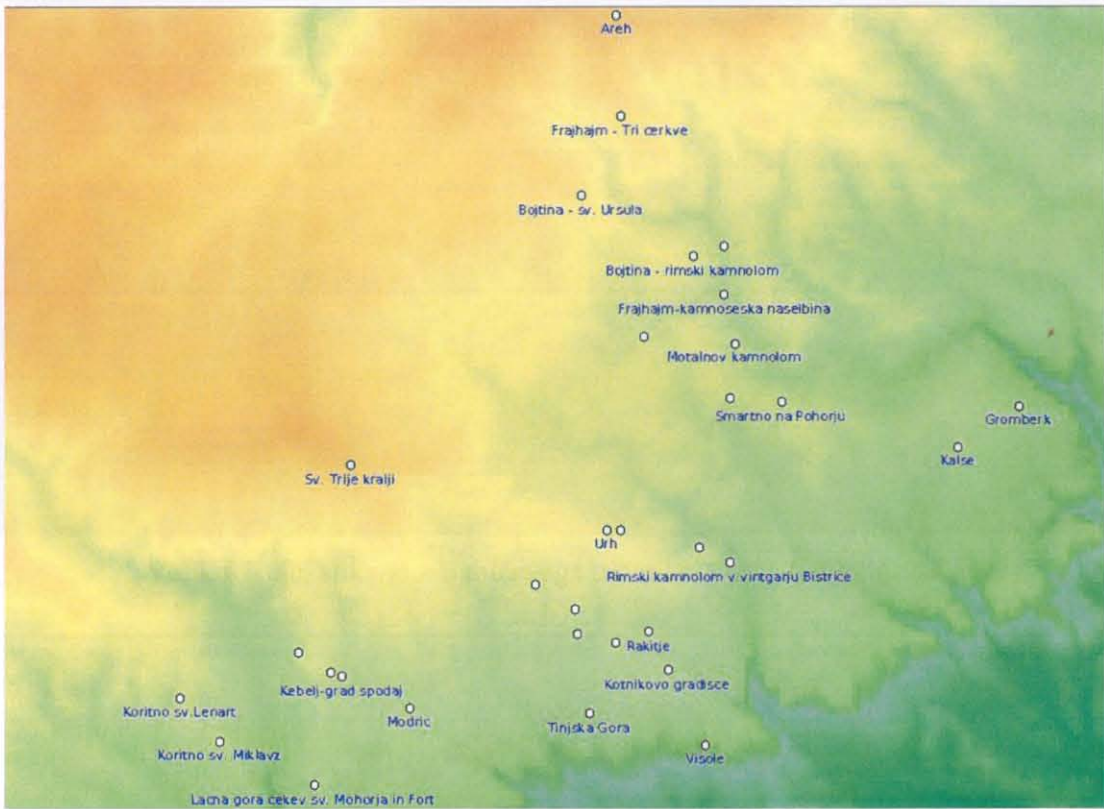 Areh
Frajhajm - Tri cerkve
Bojtina - sv. Ursula
Bojtina - rimski kamnolom
Frajhajm-kamnoseska naselbina
Motalnov kamnolom
Smartno na Pohorju
Gromberk
Kalse
Sv. Trije kralji
Urh
Rimski kamnolom v vintgarju Bistrice
Rakitje
Kotnikovo gradisce
Kebelj-grad spodaj
Koritno sv.Lenart
Modric
Tinjska Gora
Koritno sv. Miklavz
Visole
Lacna gora cekev sv. Mohorja in Fort